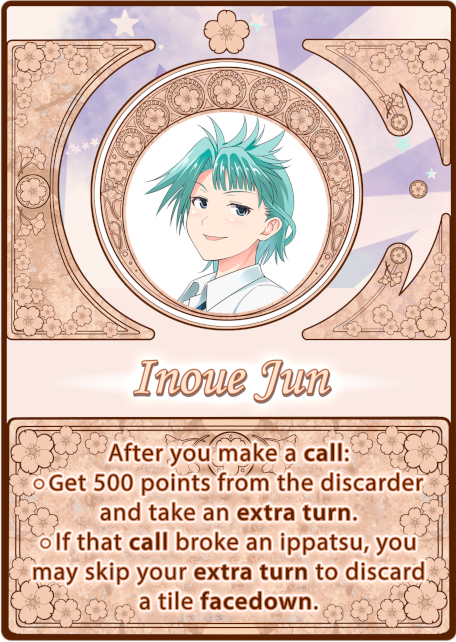 Inoue Jun
After you make a call:
○Get 500 points from the discarder
and take an extra turn.
○If that call broke an ippatsu, you
may skip your extra turn to discard
a tile facedown.